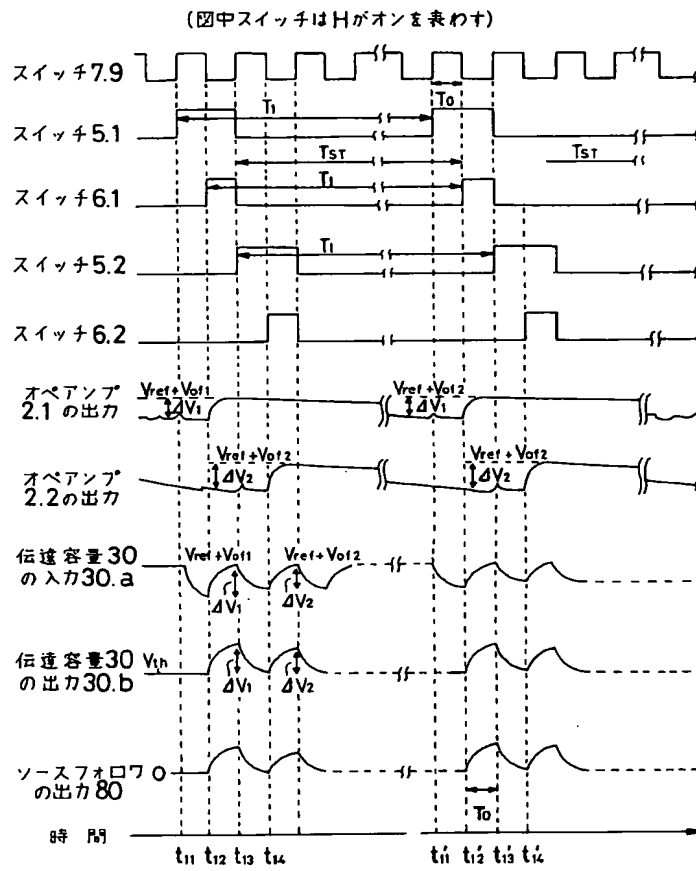 (図中スイッチはHがオンを表わす)
スイッチ7.9
T1 To
スイッチ5.1
TST TST
T1
スイッチ6.1
T1
スイッチ5.2
スイッチ6.2
Vref+Vof1 Vref+Vof2
オペアンプ
2.1の出力
ΔV1 ΔV1
Vref+Vof2 Vref+Vof2
オペアンプ
2.2の出力
ΔV2 ΔV2
伝達容量30
の入力30.a
Vref+Vof1 Vref+Vof2
ΔV1 ΔV2
伝達容量30
の出力30.b
Vth
ΔV1 ΔV2
ソースフォロワ
の出力80
0
To
時間
t11 t12 t13 t14 t11' t12' t13' t14'